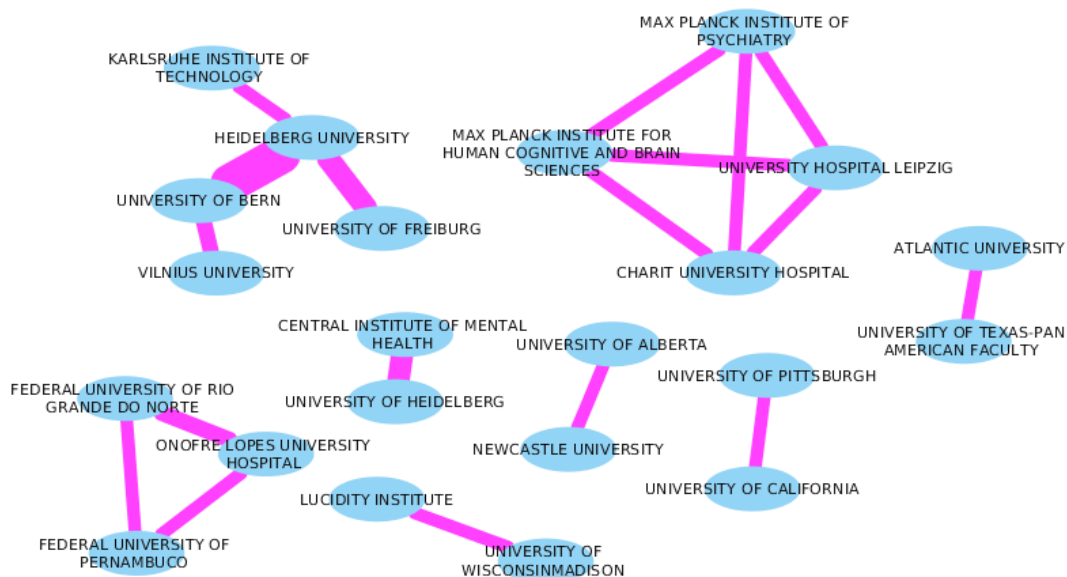 MAX PLANCK INSTITUTE OF
PSYCHIATRY
KARLSRUHE INSTITUTE OF
TECHNOLOGY
HEIDELBERG UNIVERSITY
MAX PLANCK INSTITUTE FOR
HUMAN COGNITIVE AND BRAIN
SCIENCES
UNIVERSITY HOSPITAL LEIPZIG
UNIVERSITY OF BERN
UNIVERSITY OF FREIBURG
VILNIUS UNIVERSITY
CHARIT UNIVERSITY HOSPITAL
ATLANTIC UNIVERSITY
UNIVERSITY OF TEXAS-PAN
AMERICAN FACULTY
CENTRAL INSTITUTE OF MENTAL
HEALTH
UNIVERSITY OF ALBERTA
UNIVERSITY OF PITTSBURGH
FEDERAL UNIVERSITY OF RIO
GRANDE DO NORTE
UNIVERSITY OF HEIDELBERG
ONOFRE LOPES UNIVERSITY
HOSPITAL
NEWCASTLE UNIVERSITY
UNIVERSITY OF CALIFORNIA
LUCIDITY INSTITUTE
FEDERAL UNIVERSITY OF
PERNAMBUCO
UNIVERSITY OF
WISCONSINMADISON